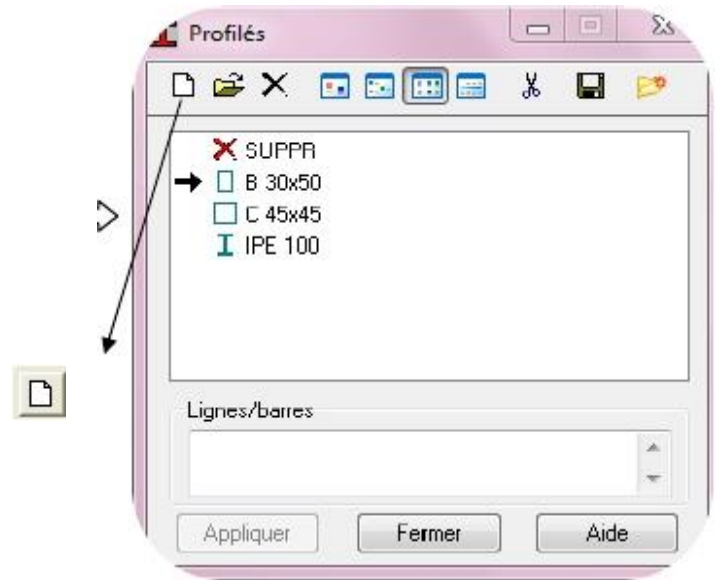 Profilés
SUPPR
B 30x50
C 45x45
IPE 100
Lignes/barres
Appliquer Fermer Aide